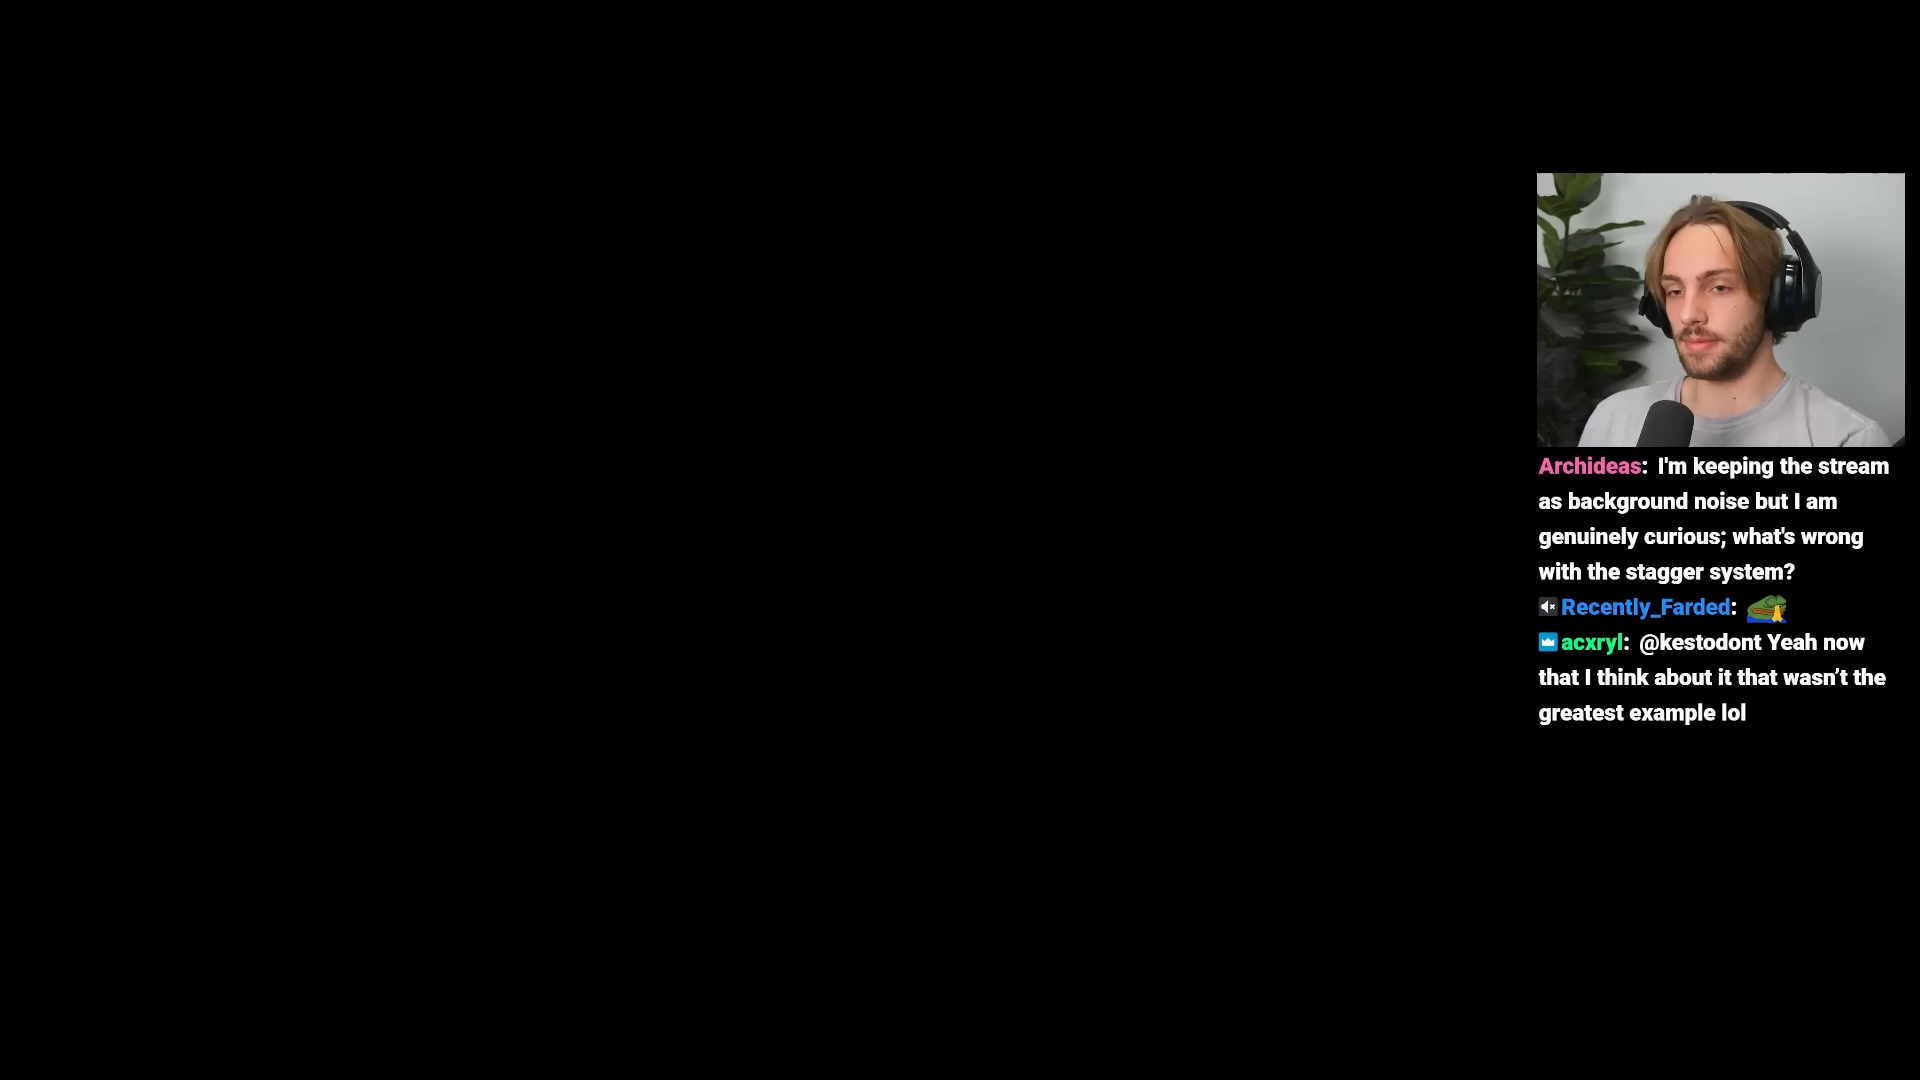 Archideas: I'm keeping the stream
as background noise but I am
genuinely curious; what's wrong
with the stagger system?
Recently_Farded:
acxryl: @kestodont Yeah now
that I think about it that wasn’t the
greatest example lol